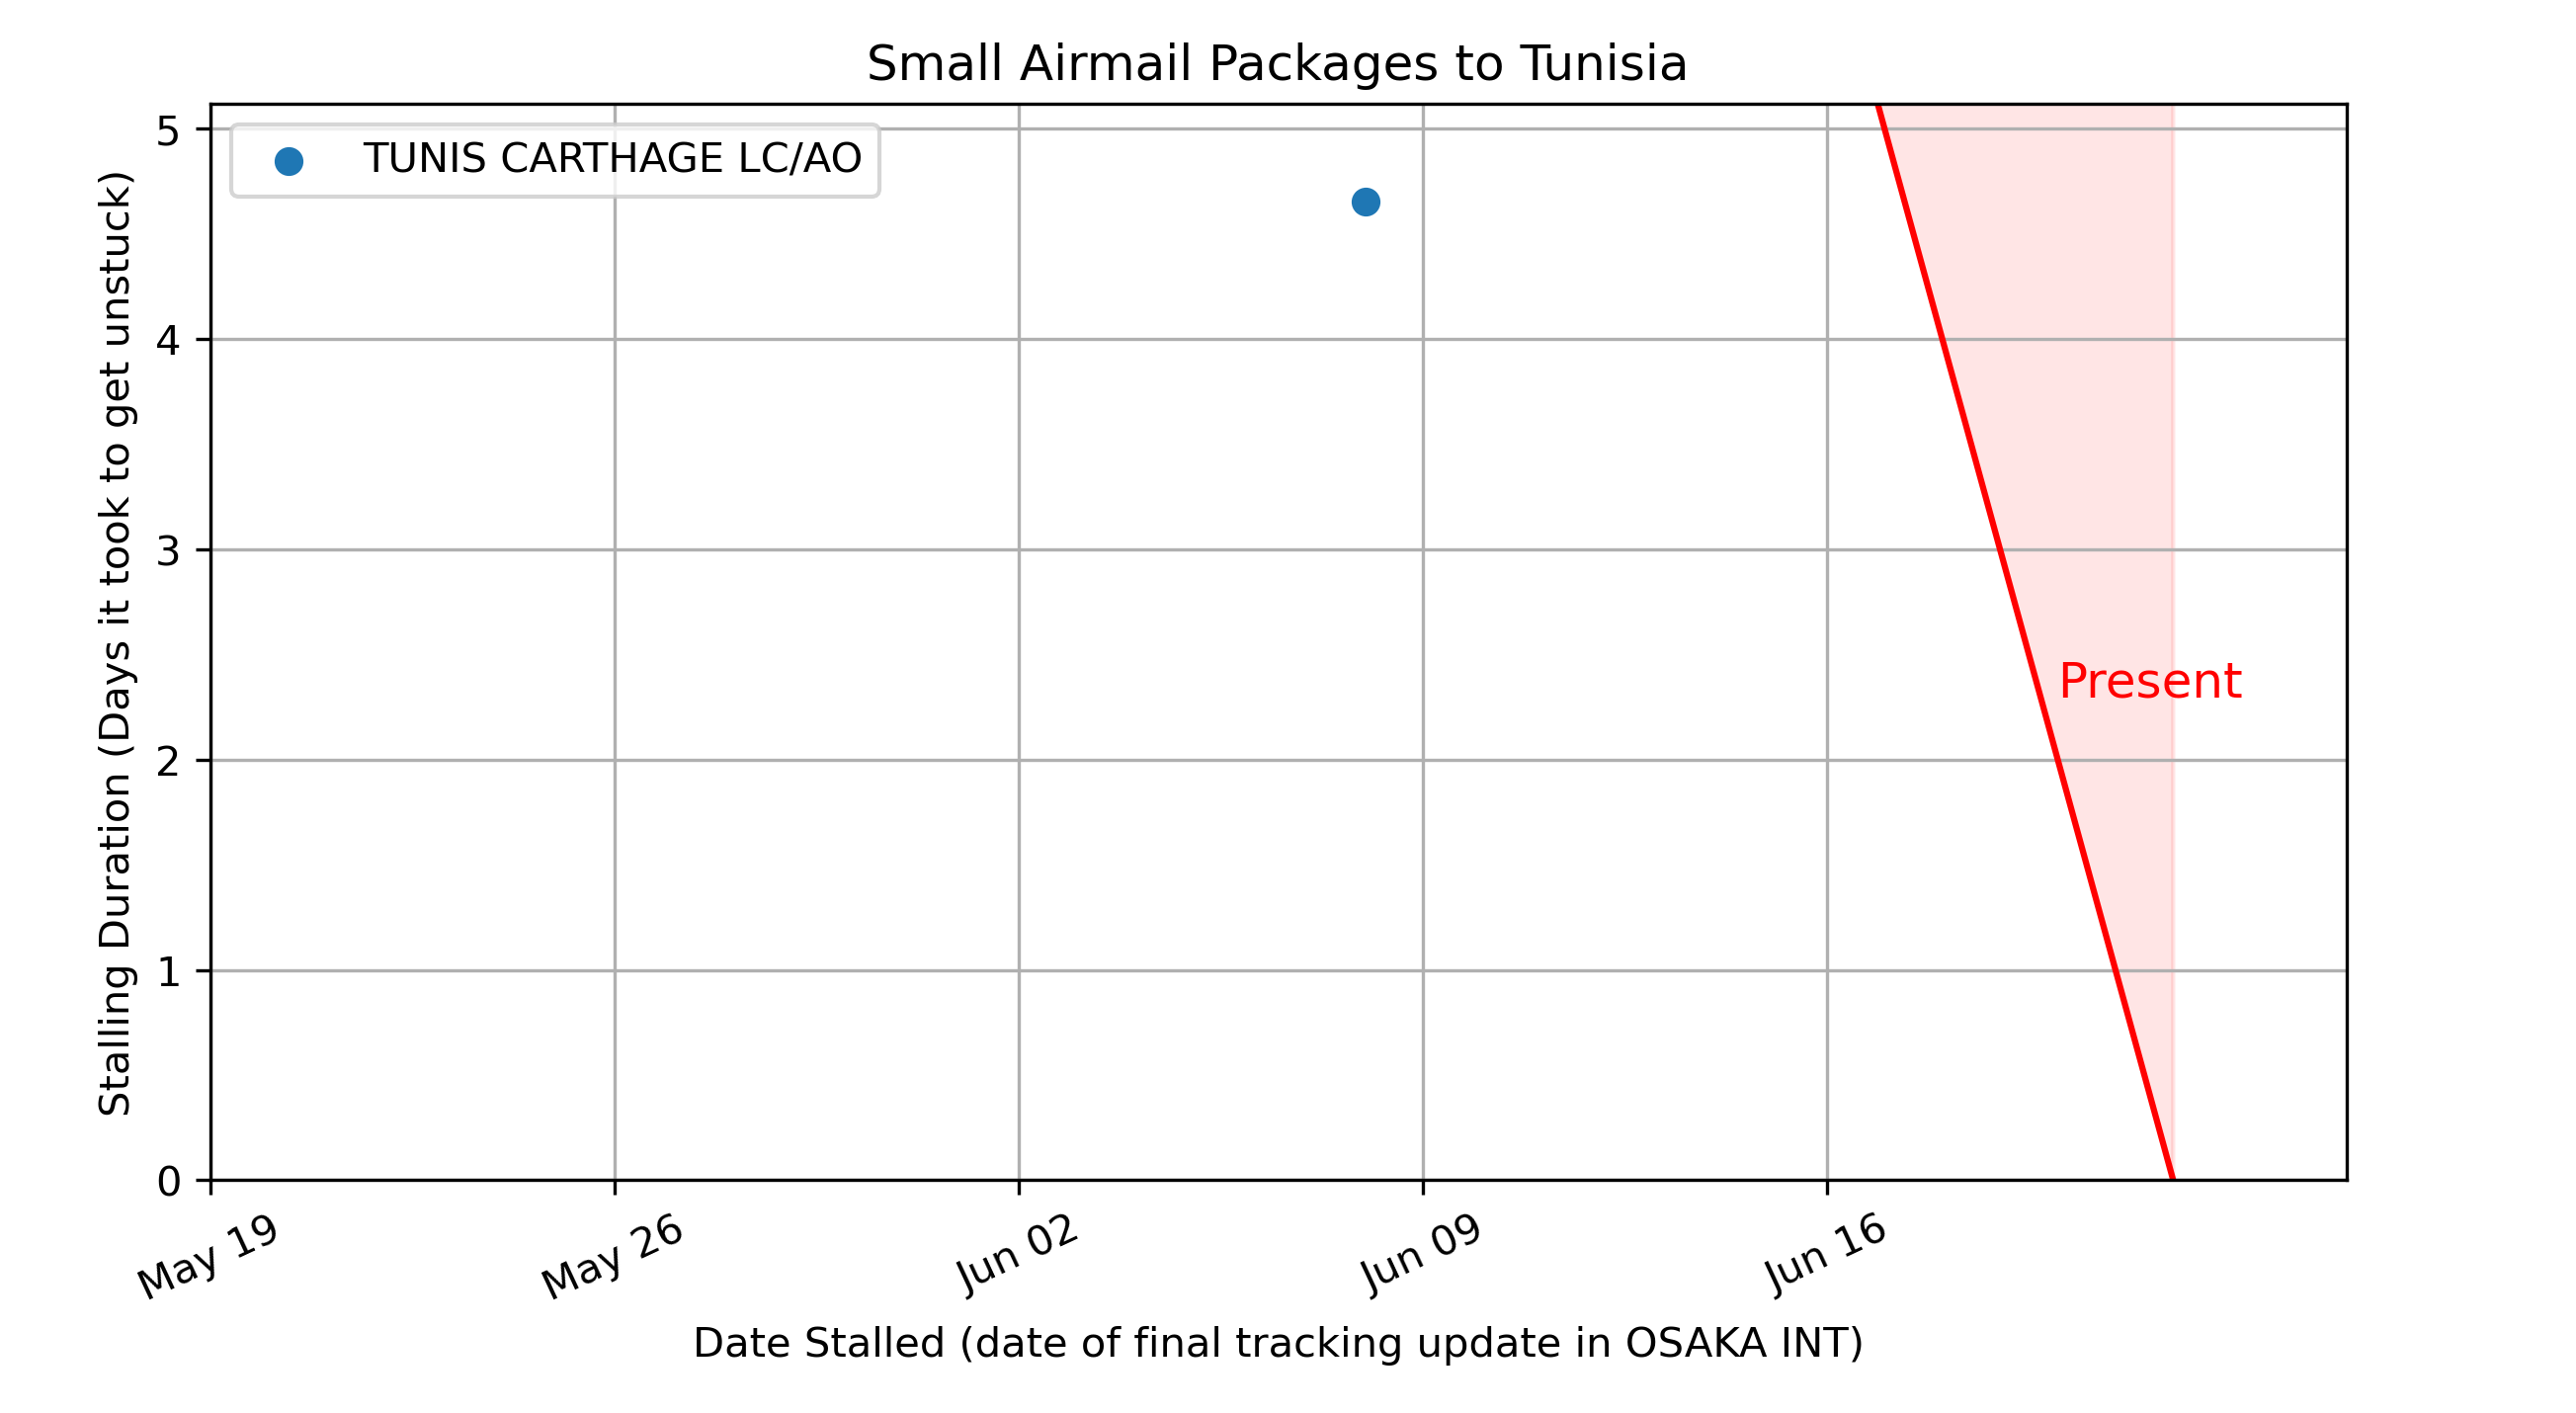 Small Airmail Packages to Tunisia
TUNIS CARTHAGE LC/AO
Stalling Duration (Days it took to get unstuck)
5
4
3
2
1
0
Present
May 19
May 26
Jun 02
Jun 09
Jun 16
Date Stalled (date of final tracking update in OSAKA INT)